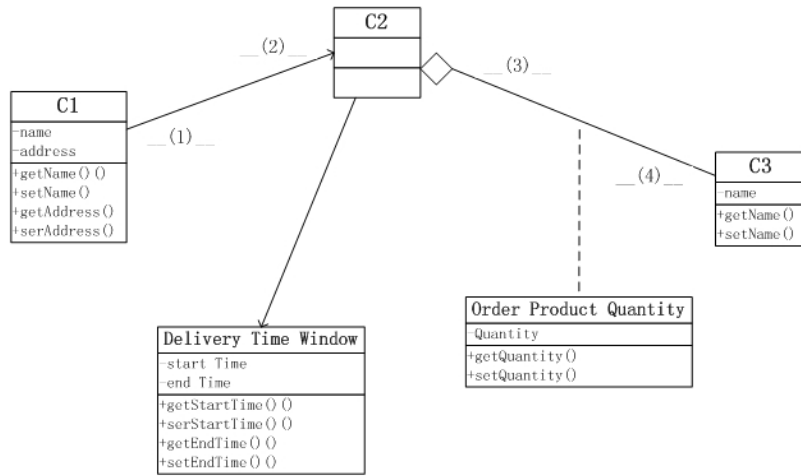 C2
__(2)__
__(3)__
C1
-name
-address
__(1)__
+getName()()
+setName()
+getAddress()
+serAddress()
C3
__(4)__
-name
+getName()
+setName()
Order Product Quantity
-Quantity
+getQuantity()
+setQuantity()
Delivery Time Window
-start Time
-end Time
+getStartTime()()
+serStartTime()()
+getEndTime()()
+setEndTime()()